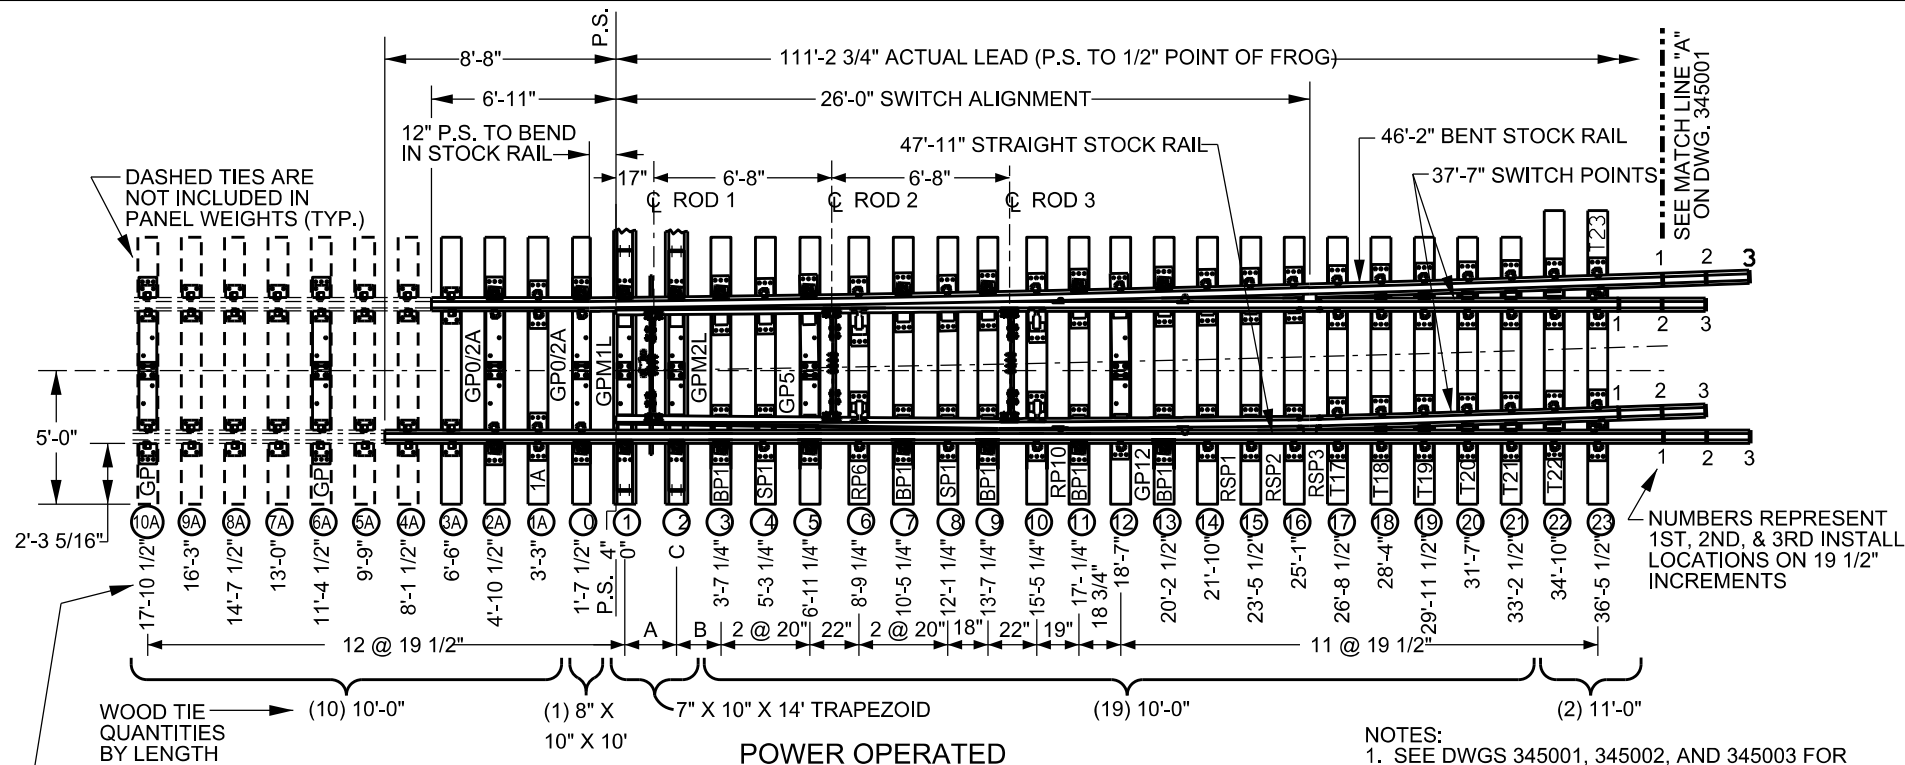 P.S.
8'-8"
111'-2 3/4" ACTUAL LEAD (P.S. TO 1/2" POINT OF FROG)
6'-11"
26'-0" SWITCH ALIGNMENT
12" P.S. TO BEND
IN STOCK RAIL
47'-11" STRAIGHT STOCK RAIL
46'-2" BENT STOCK RAIL
37'-7" SWITCH POINTS
SEE MATCH LINE "A"
ON DWG. 345001
DASHED TIES ARE
NOT INCLUDED IN
PANEL WEIGHTS (TYP.)
17"
6'-8"
6'-8"
℄ ROD 1
℄ ROD 2
℄ ROD 3
T23
1 2 3
1 2 3
GP0/2A
GP0/2A
GPM1L
GPM2L
GP5
1 2 3
1 2 3
5'-0"
2'-3 5/16"
GP
GP
1A
BP1
SP1
RP6
BP1
SP1
BP1
RP10
BP1
GP12
BP1
RSP1
RSP2
RSP3
T17
T18
T19
T20
T21
T22
10A 9A 8A 7A 6A 5A 4A 3A 2A 1A 0 1 2 3 4 5 6 7 8 9 10 11 12 13 14 15 16 17 18 19 20 21 22 23
17'-10 1/2"
16'-3"
14'-7 1/2"
13'-0"
11'-4 1/2"
9'-9"
8'-11 1/2"
6'-6"
4'-10 1/2"
3'-3"
1'-7 1/2"
P.S. 4"
0"
C
3'-7 1/4"
5'-3 1/4"
6'-11 1/4"
8'-9 1/4"
10'-5 1/4"
12'-1 1/4"
13'-7 1/4"
15'-5 1/4"
17'- 1/4"
18 3/4"
18'-7"
20'-2 1/2"
21'-10"
23'-5 1/2"
25'-1"
26'-8 1/2"
28'-4"
29'-11 1/2"
31'-7"
33'-2 1/2"
34'-10"
36'-5 1/2"
NUMBERS REPRESENT
1ST, 2ND, & 3RD INSTALL
LOCATIONS ON 19 1/2"
INCREMENTS
12 @ 19 1/2"
A
B
2 @ 20"
22"
2 @ 20"
18"
22"
19"
11 @ 19 1/2"
WOOD TIE
QUANTITIES
BY LENGTH
(10) 10'-0"
(1) 8" X
10" X 10'
7" X 10" X 14' TRAPEZOID
(19) 10'-0"
(2) 11'-0"
POWER OPERATED
NOTES:
1. SEE DWGS 345001, 345002, AND 345003 FOR